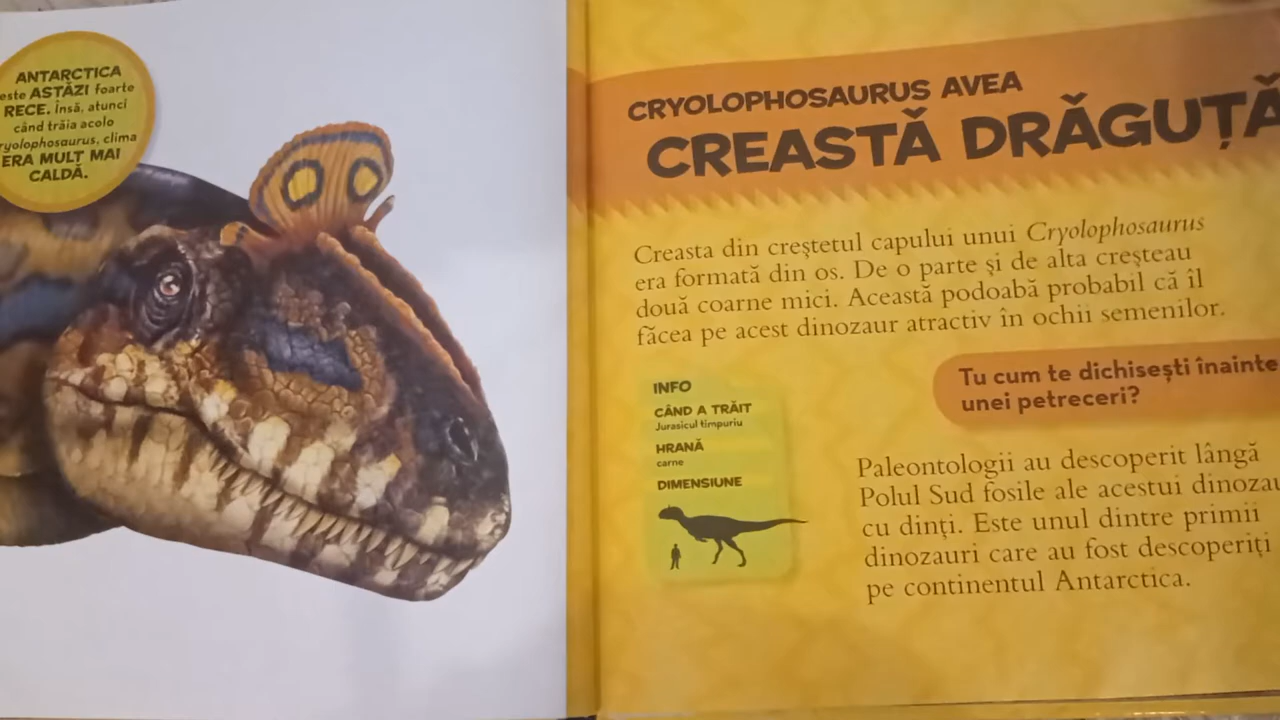 ANTARCTICA
este ASTĂZI foarte
RECE. Însă, atunci
când trăia acolo
ryolophosaurus, clima
ERA MULT MAI
CALDĂ.
CRYOLOPHOSAURUS AVEA
CREASTĂ DRĂGUȚĂ
Creasta din creștetul capului unui Cryolophosaurus
era formată din os. De o parte și de alta creșteau
două coarne mici. Această podoabă probabil că îl
făcea pe acest dinozaur atractiv în ochii semenilor.
Tu cum te dichisești înainte
unei petreceri?
INFO
CÂND A TRĂIT
Jurasicul timpuriu
HRANĂ
carne
DIMENSIUNE
Paleontologii au descoperit lângă
Polul Sud fosile ale acestui dinozau
cu dinți. Este unul dintre primii
dinozauri care au fost descoperiți
pe continentul Antarctica.